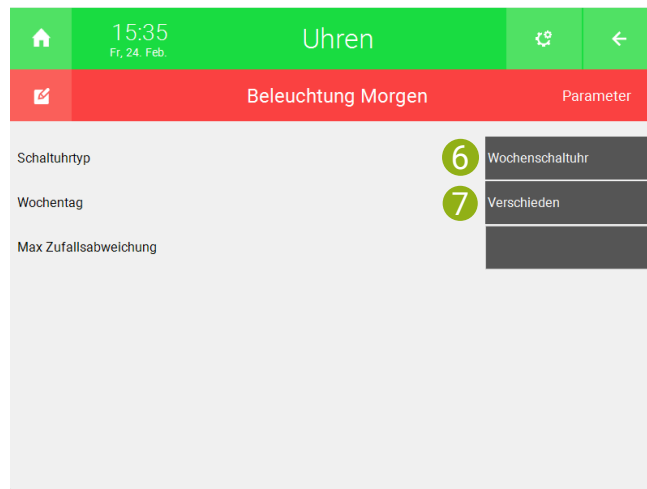 15:35
Fr, 24. Feb.
Uhren
Beleuchtung Morgen
Parameter
Schaltuhrtyp
6
Wochenschaltuhr
Wochentag
7
Verschieden
Max Zufallsabweichung